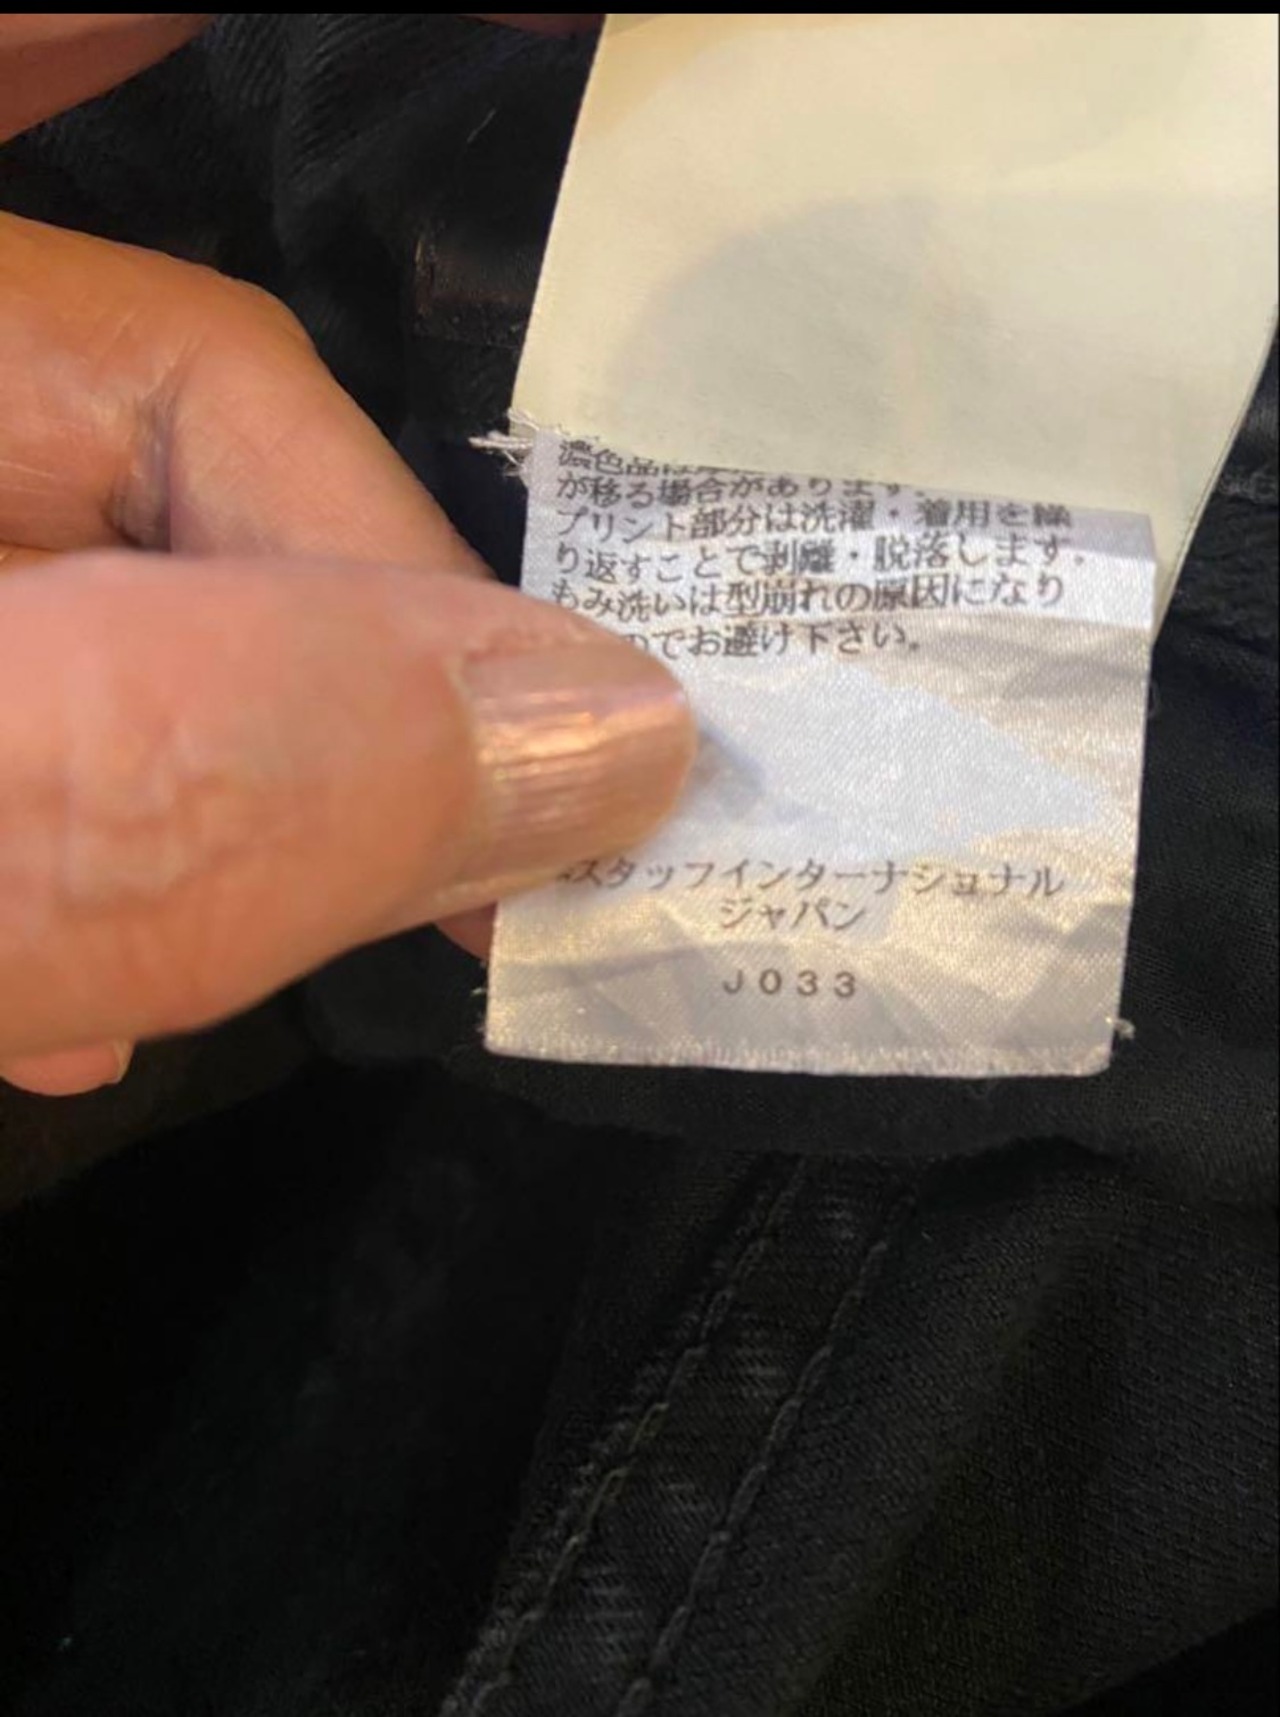 濃色品は
が移る場合があります。
プリント部分は洗濯・着用を繰
り返すことで剥離・脱落します。
もみ洗いは型崩れの原因になり
のでお避け下さい。
スタッフインターナショナル
ジャパン
J033